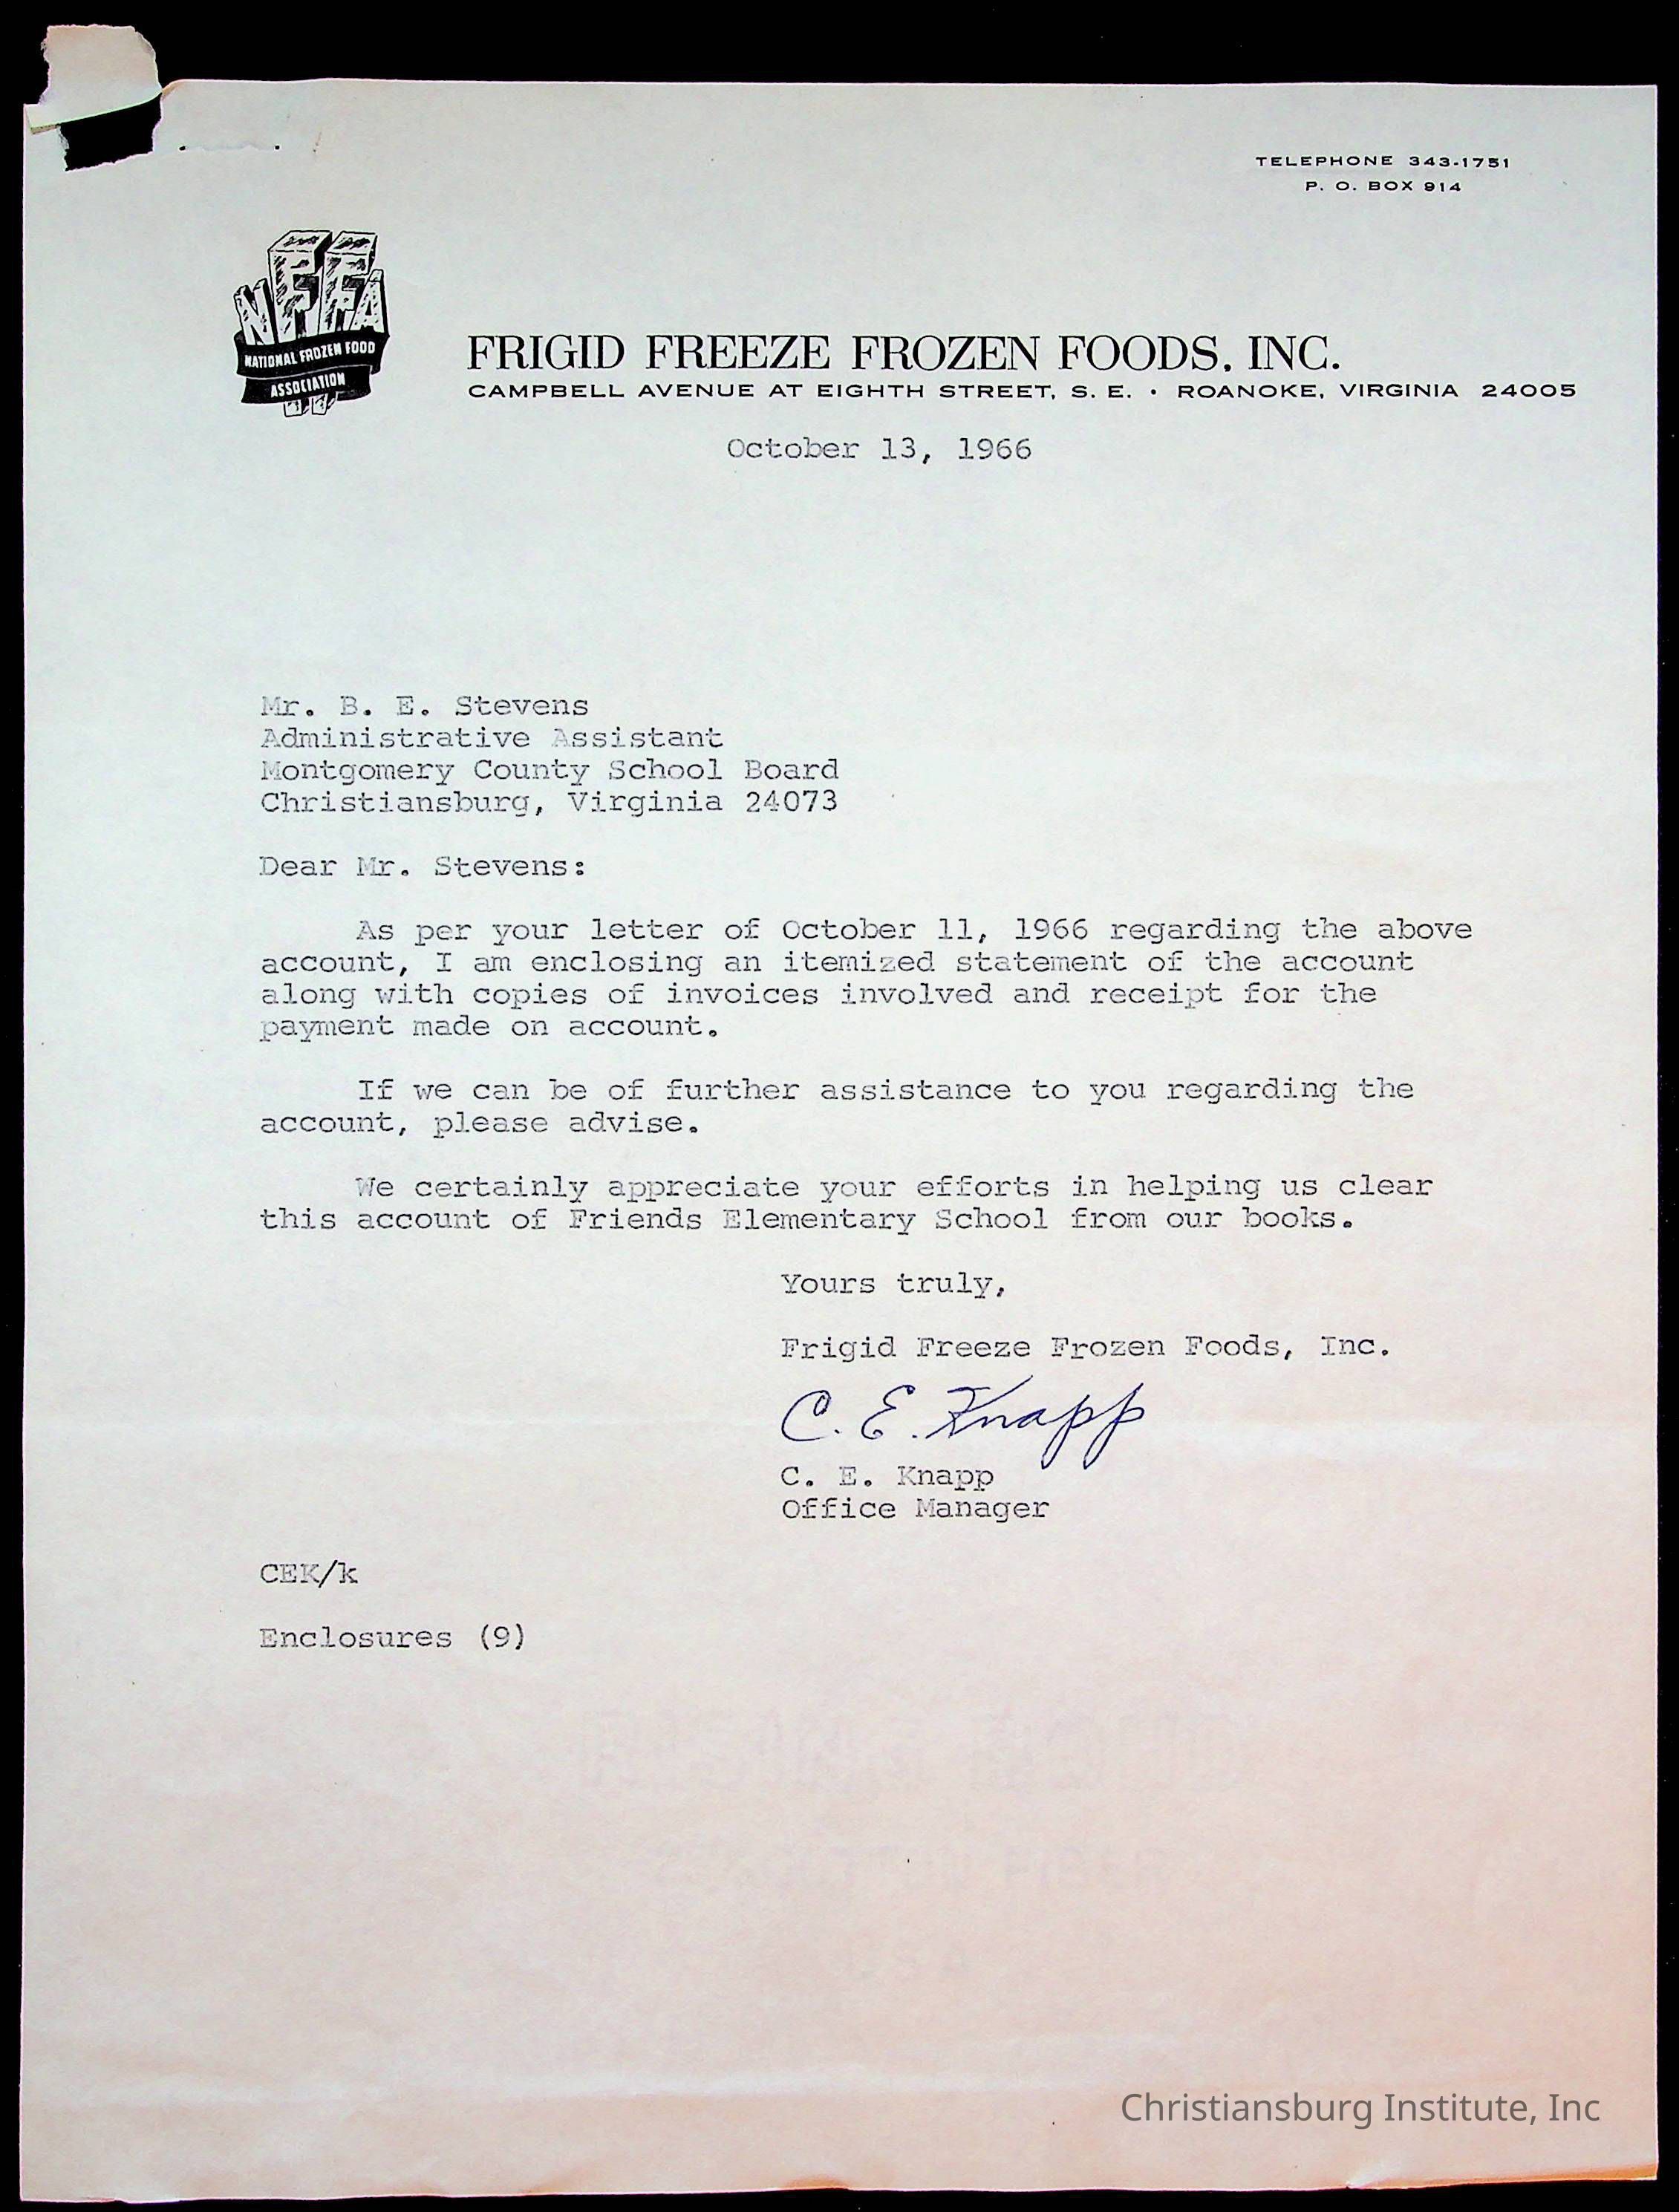 TELEPHONE 343-1751
P. O. BOX 914
NFFA
NATIONAL FROZEN FOOD
ASSOCIATION
FRIGID FREEZE FROZEN FOODS, INC.
CAMPBELL AVENUE AT EIGHTH STREET, S. E. • ROANOKE, VIRGINIA 24005
October 13, 1966
Mr. B. E. Stevens
Administrative Assistant
Montgomery County School Board
Christiansburg, Virginia 24073
Dear Mr. Stevens:
As per your letter of October 11, 1966 regarding the above
account, I am enclosing an itemized statement of the account
along with copies of invoices involved and receipt for the
payment made on account.
If we can be of further assistance to you regarding the
account, please advise.
We certainly appreciate your efforts in helping us clear
this account of Friends Elementary School from our books.
Yours truly,
Frigid Freeze Frozen Foods, Inc.
C. E. Knapp
C. E. Knapp
Office Manager
CEK/k
Enclosures (9)
Christiansburg Institute, Inc